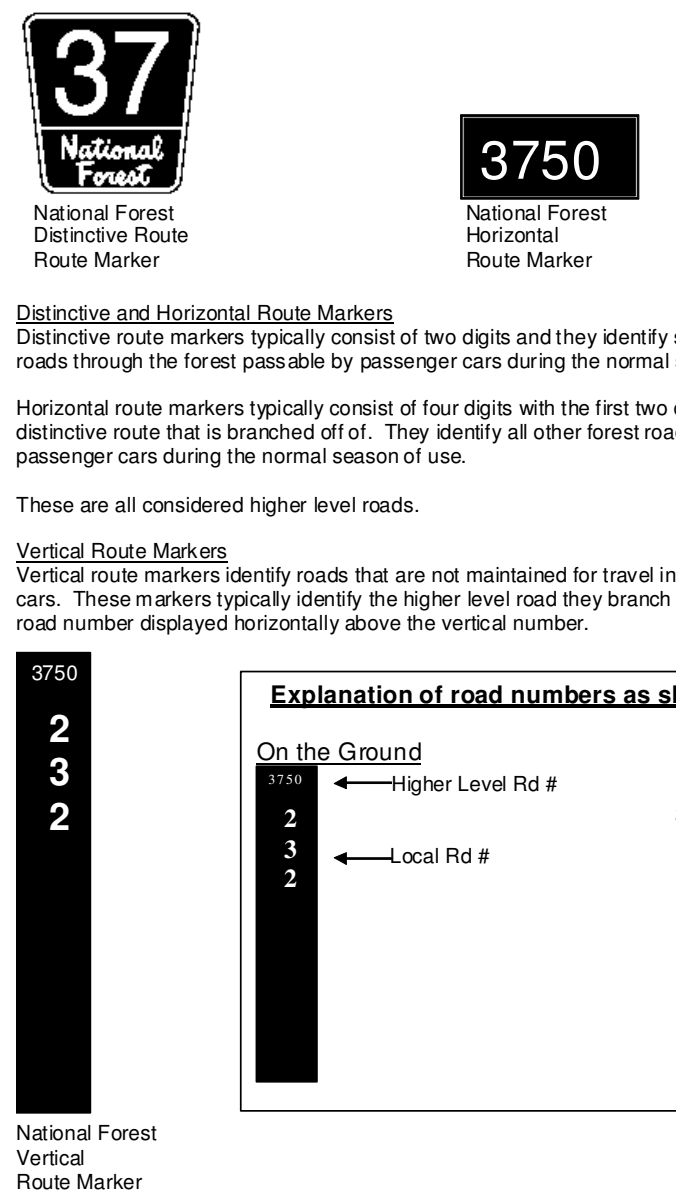 37
National
Forest
National Forest
Distinctive Route
Route Marker
3750
National Forest
Horizontal
Route Marker
Distinctive and Horizontal Route Markers
Distinctive route markers typically consist of two digits and they identify
roads through the forest passable by passenger cars during the normal
Horizontal route markers typically consist of four digits with the first two
distinctive route that is branched off of. They identify all other forest
passenger cars during the normal season of use.
These are all considered higher level roads.
Vertical Route Markers
Vertical route markers identify roads that are not maintained for travel in
cars. These markers typically identify the higher level road they branch
road number displayed horizontally above the vertical number.
3750
2
3
2
National Forest
Vertical
Route Marker
Explanation of road numbers as
On the Ground
3750
Higher Level Rd #
2
3
2
Local Rd #